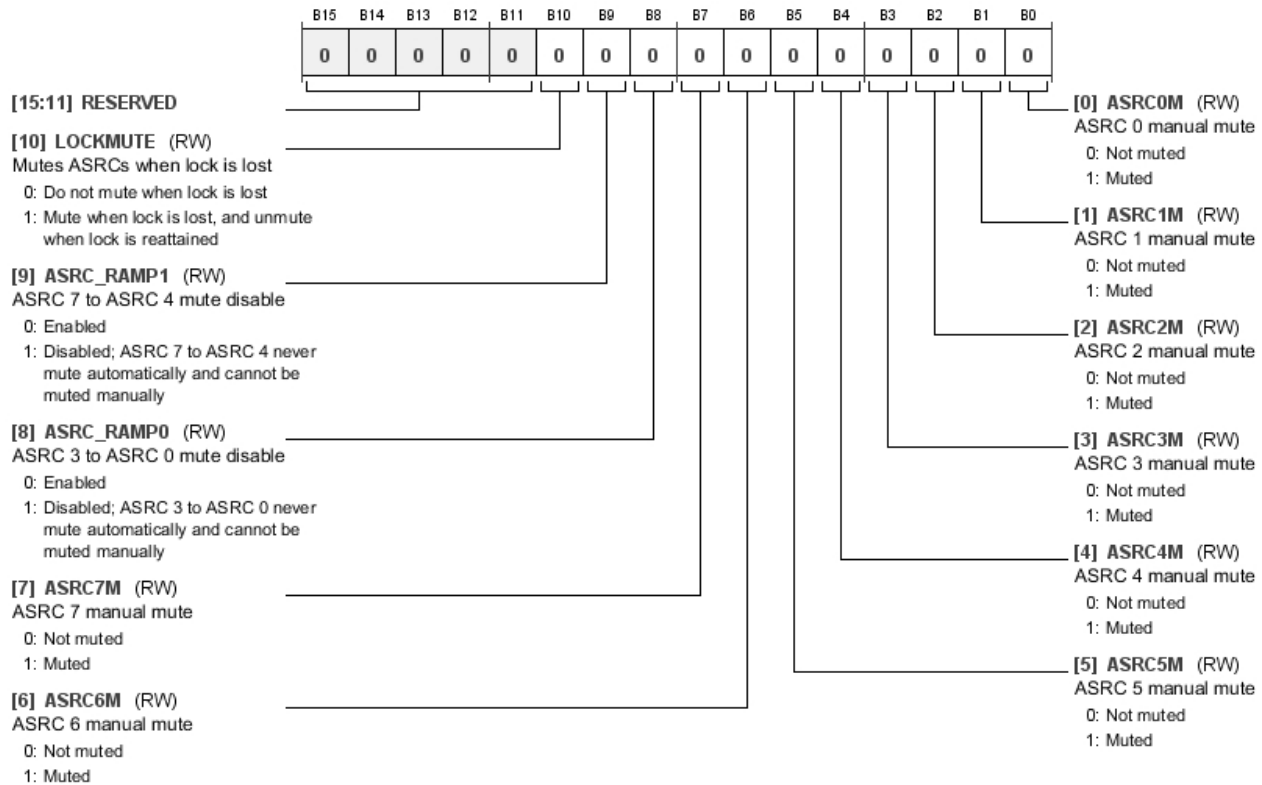 B15 B14 B13 B12 B11 B10 B9 B8 B7 B6 B5 B4 B3 B2 B1 B0
0 0 0 0 0 0 0 0 0 0 0 0 0 0 0 0
[15:11] RESERVED
[10] LOCKMUTE (RW)
Mutes ASRCs when lock is lost
0: Do not mute when lock is lost
1: Mute when lock is lost, and unmute
when lock is reattained
[9] ASRC_RAMP1 (RW)
ASRC 7 to ASRC 4 mute disable
0: Enabled
1: Disabled; ASRC 7 to ASRC 4 never
mute automatically and cannot be
muted manually
[8] ASRC_RAMP0 (RW)
ASRC 3 to ASRC 0 mute disable
0: Enabled
1: Disabled; ASRC 3 to ASRC 0 never
mute automatically and cannot be
muted manually
[7] ASRC7M (RW)
ASRC 7 manual mute
0: Not muted
1: Muted
[6] ASRC6M (RW)
ASRC 6 manual mute
0: Not muted
1: Muted
[0] ASRC0M (RW)
ASRC 0 manual mute
0: Not muted
1: Muted
[1] ASRC1M (RW)
ASRC 1 manual mute
0: Not muted
1: Muted
[2] ASRC2M (RW)
ASRC 2 manual mute
0: Not muted
1: Muted
[3] ASRC3M (RW)
ASRC 3 manual mute
0: Not muted
1: Muted
[4] ASRC4M (RW)
ASRC 4 manual mute
0: Not muted
1: Muted
[5] ASRC5M (RW)
ASRC 5 manual mute
0: Not muted
1: Muted